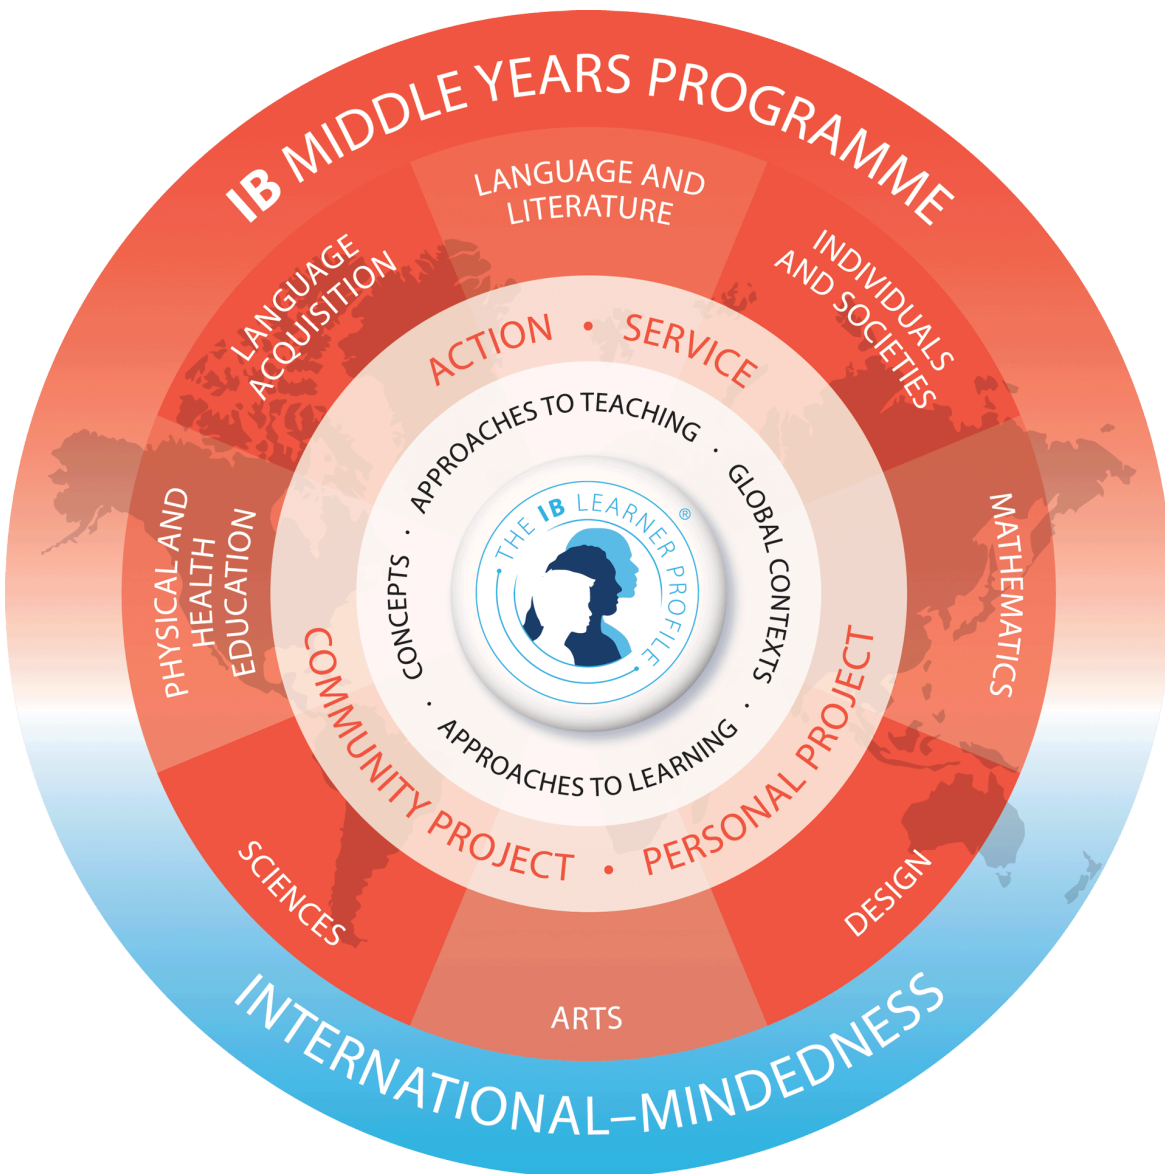 IB MIDDLE YEARS PROGRAMME
LANGUAGE AND
LITERATURE
INDIVIDUALS
AND SOCIETIES
MATHEMATICS
DESIGN
ARTS
SCIENCES
PHYSICAL AND
HEALTH
EDUCATION
LANGUAGE
ACQUISITION
ACTION • SERVICE
PERSONAL PROJECT
•
COMMUNITY PROJECT
APPROACHES TO TEACHING
· GLOBAL CONTEXTS
· APPROACHES TO LEARNING
· CONCEPTS ·
THE IB LEARNER PROFILE
®
INTERNATIONAL–MINDEDNESS